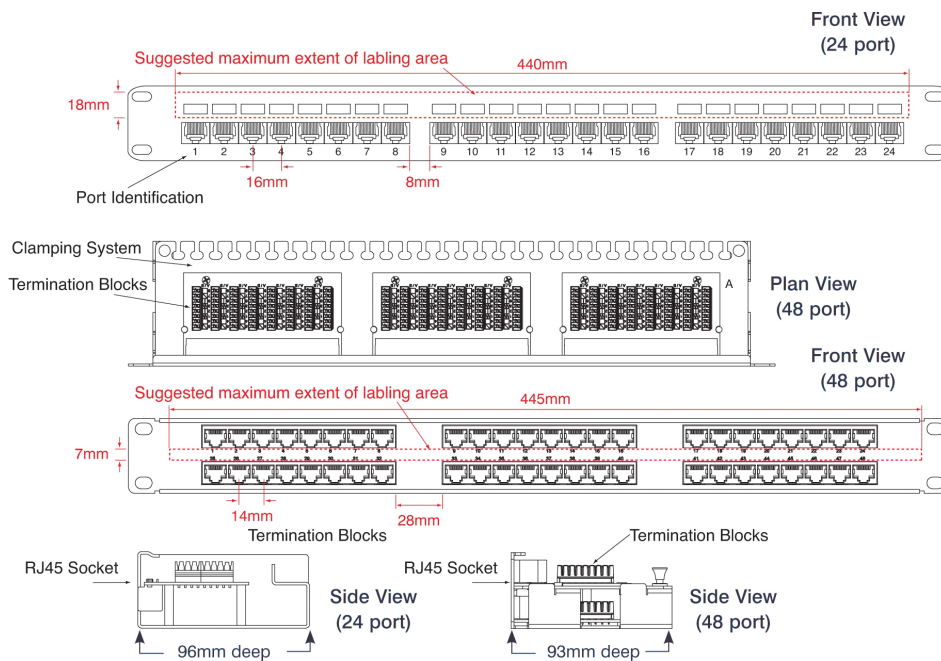 Front View
(24 port)
Suggested maximum extent of labling area
440mm
18mm
1 2 3 4 5 6 7 8 9 10 11 12 13 14 15 16 17 18 19 20 21 22 23 24
16mm
8mm
Port Identification
Clamping System
Termination Blocks
A
Plan View
(48 port)
Front View
(48 port)
Suggested maximum extent of labling area
445mm
7mm
14mm
28mm
Termination Blocks
Termination Blocks
RJ45 Socket
RJ45 Socket
Side View
(24 port)
Side View
(48 port)
96mm deep
93mm deep